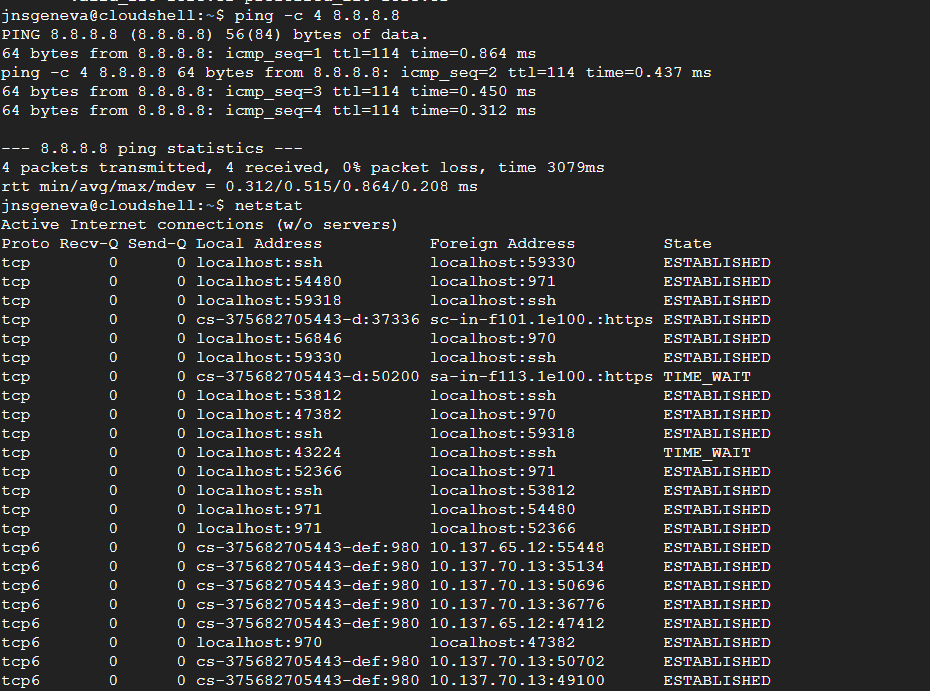 jnsgeneva@cloudshell:~$ ping -c 4 8.8.8.8
PING 8.8.8.8 (8.8.8.8) 56(84) bytes of data.
64 bytes from 8.8.8.8: icmp_seq=1 ttl=114 time=0.864 ms
ping -c 4 8.8.8.8 64 bytes from 8.8.8.8: icmp_seq=2 ttl=114 time=0.437 ms
64 bytes from 8.8.8.8: icmp_seq=3 ttl=114 time=0.450 ms
64 bytes from 8.8.8.8: icmp_seq=4 ttl=114 time=0.312 ms
--- 8.8.8.8 ping statistics ---
4 packets transmitted, 4 received, 0% packet loss, time 3079ms
rtt min/avg/max/mdev = 0.312/0.515/0.864/0.208 ms
jnsgeneva@cloudshell:~$ netstat
Active Internet connections (w/o servers)
Proto Recv-Q Send-Q Local Address           Foreign Address         State
tcp        0      0 localhost:ssh           localhost:59330         ESTABLISHED
tcp        0      0 localhost:54480         localhost:971           ESTABLISHED
tcp        0      0 localhost:59318         localhost:ssh           ESTABLISHED
tcp        0      0 cs-375682705443-d:37336 sc-in-f101.1e100.:https ESTABLISHED
tcp        0      0 localhost:56846         localhost:970           ESTABLISHED
tcp        0      0 localhost:59330         localhost:ssh           ESTABLISHED
tcp        0      0 cs-375682705443-d:50200 sa-in-f113.1e100.:https TIME_WAIT
tcp        0      0 localhost:53812         localhost:ssh           ESTABLISHED
tcp        0      0 localhost:47382         localhost:970           ESTABLISHED
tcp        0      0 localhost:ssh           localhost:59318         ESTABLISHED
tcp        0      0 localhost:43224         localhost:ssh           TIME_WAIT
tcp        0      0 localhost:52366         localhost:971           ESTABLISHED
tcp        0      0 localhost:ssh           localhost:53812         ESTABLISHED
tcp        0      0 localhost:971           localhost:54480         ESTABLISHED
tcp        0      0 localhost:971           localhost:52366         ESTABLISHED
tcp6       0      0 cs-375682705443-def:980 10.137.65.12:55448      ESTABLISHED
tcp6       0      0 cs-375682705443-def:980 10.137.70.13:35134      ESTABLISHED
tcp6       0      0 cs-375682705443-def:980 10.137.70.13:50696      ESTABLISHED
tcp6       0      0 cs-375682705443-def:980 10.137.70.13:36776      ESTABLISHED
tcp6       0      0 cs-375682705443-def:980 10.137.65.12:47412      ESTABLISHED
tcp6       0      0 localhost:970           localhost:47382         ESTABLISHED
tcp6       0      0 cs-375682705443-def:980 10.137.70.13:50702      ESTABLISHED
tcp6       0      0 cs-375682705443-def:980 10.137.70.13:49100      ESTABLISHED